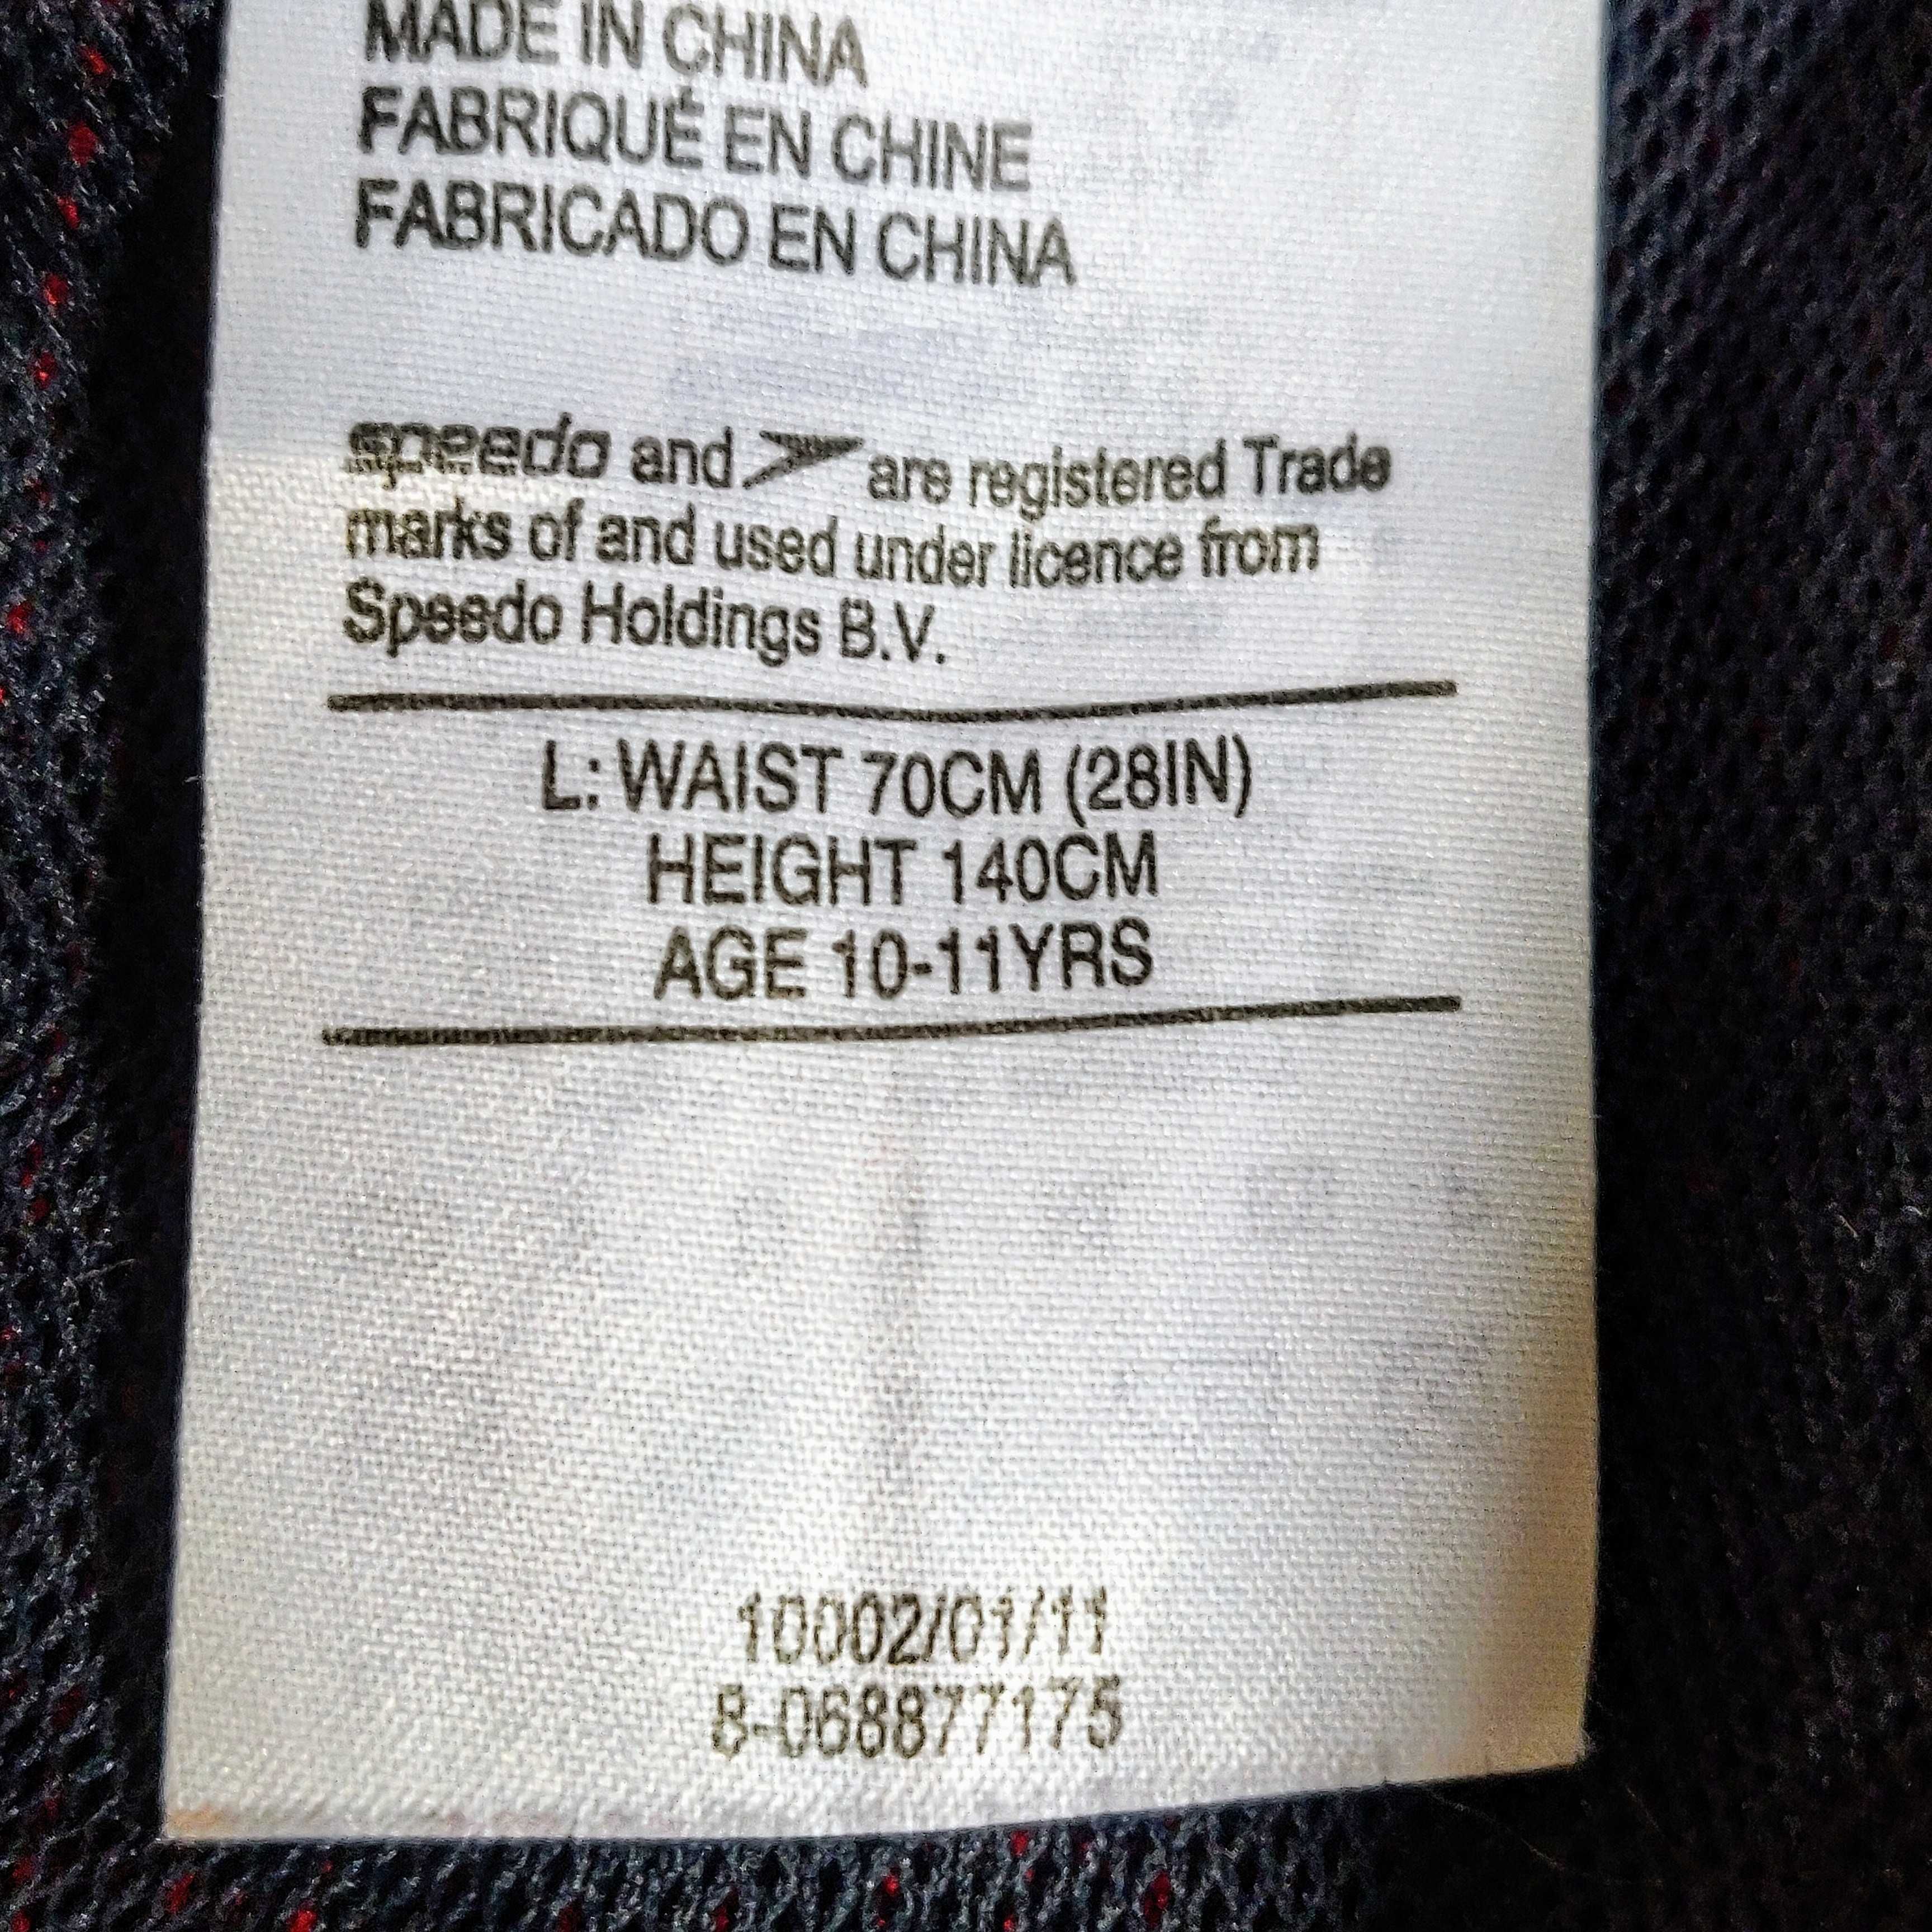 MADE IN CHINA
FABRIQUÉ EN CHINE
FABRICADO EN CHINA
speedo and are registered Trade
marks of and used under licence from
Speedo Holdings B.V.
L: WAIST 70CM (28IN)
HEIGHT 140CM
AGE 10-11YRS
10002/01/11
8-068877175